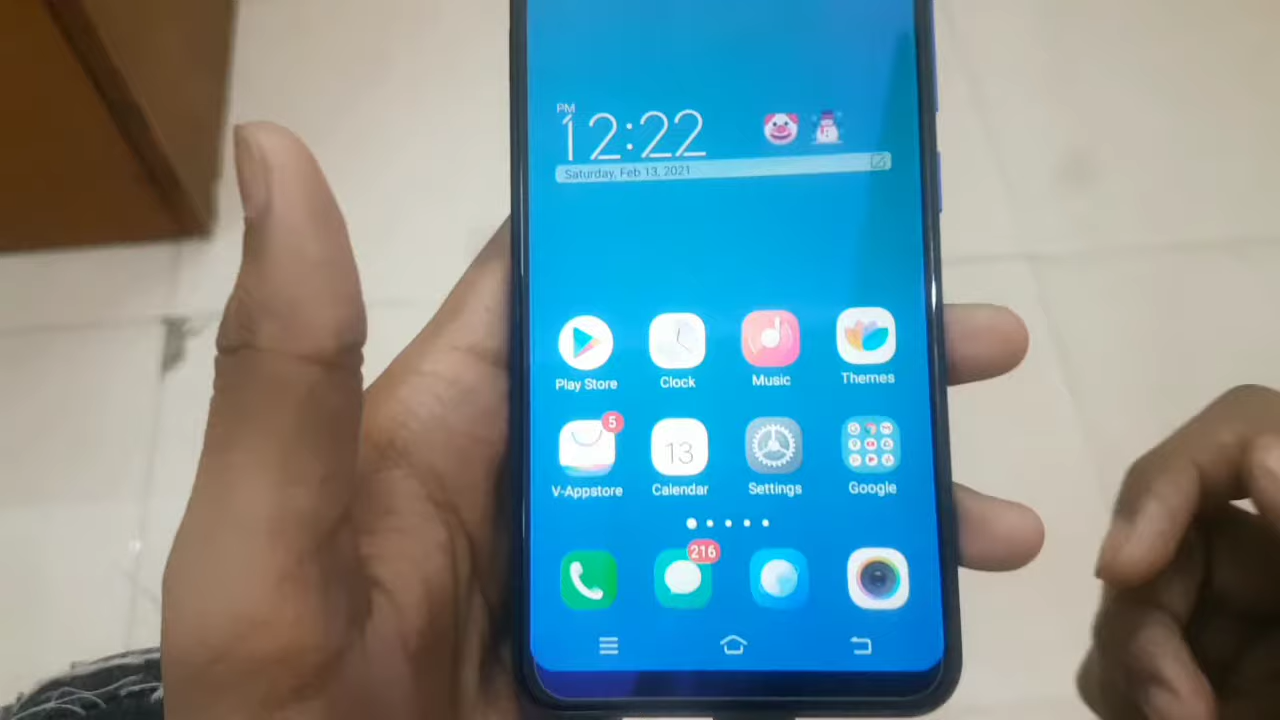 PM
12:22
Saturday, Feb 13, 2021
Play Store
Clock
Music
Themes
5
13
V-Appstore
Calendar
Settings
Google
216